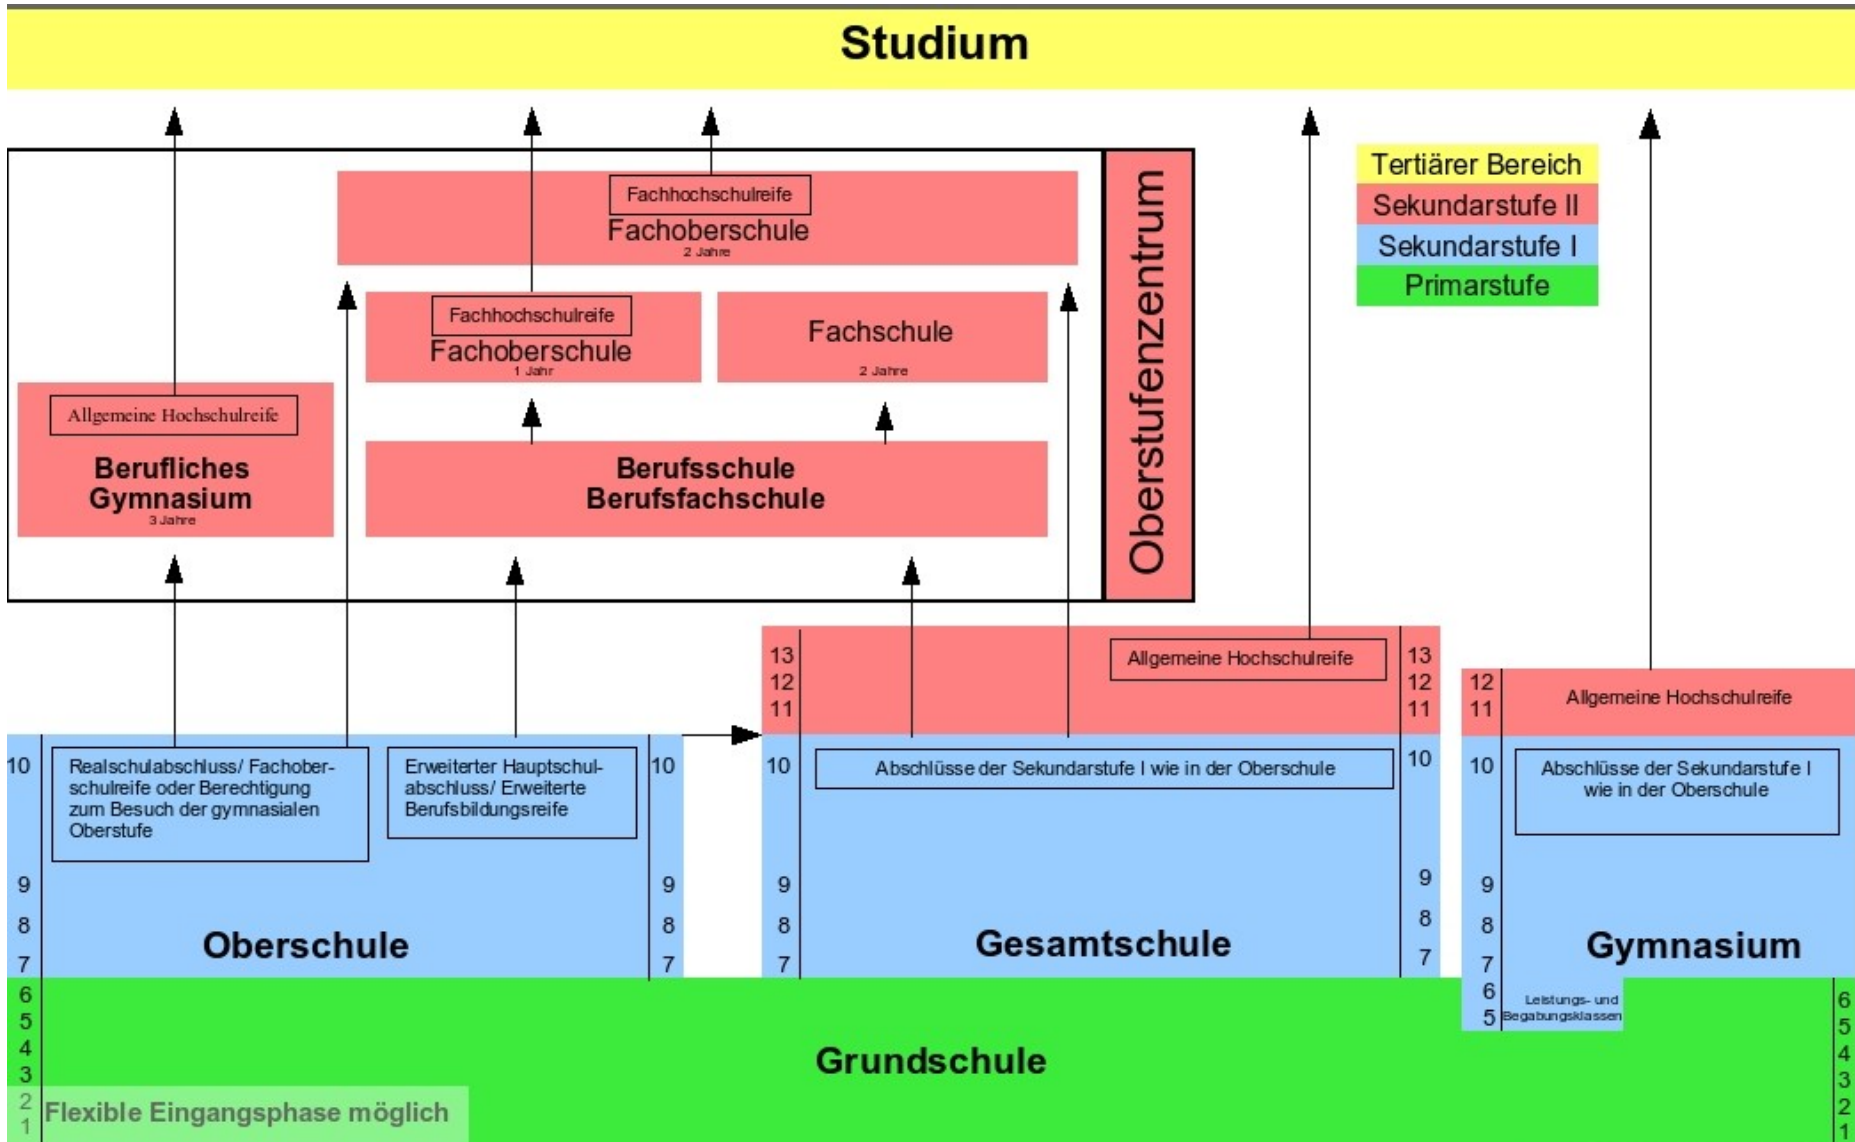 Studium
Tertiärer Bereich
Sekundarstufe II
Sekundarstufe I
Primarstufe
Fachhochschulreife
Fachoberschule
2 Jahre
Fachhochschulreife
Fachoberschule
1 Jahr
Fachschule
2 Jahre
Allgemeine Hochschulreife
Berufliches
Gymnasium
3 Jahre
Berufsschule
Berufsfachschule
Oberstufenzentrum
10
9
8
7
Realschulabschluss/ Fachober-
schulreife oder Berechtigung
zum Besuch der gymnasialen
Oberstufe
Erweiterter Hauptschul-
abschluss/ Erweiterte
Berufsbildungsreife
10
9
8
7
Oberschule
13
12
11
10
9
8
7
Allgemeine Hochschulreife
Abschlüsse der Sekundarstufe I wie in der Oberschule
Gesamtschule
13
12
11
10
9
8
7
12
11
10
9
8
7
6
5
Allgemeine Hochschulreife
Abschlüsse der Sekundarstufe I
wie in der Oberschule
Gymnasium
Leistungs- und
Begabungsklassen
6
5
4
3
2
1
Grundschule
Flexible Eingangsphase möglich
6
5
4
3
2
1